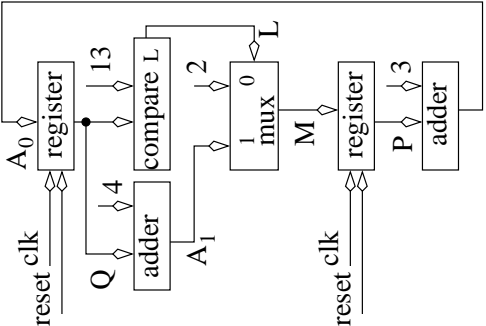 A0
register
reset
clk
13
compare L
4
adder
Q
A1
L
2
0
1
mux
M
register
reset
clk
3
adder
P